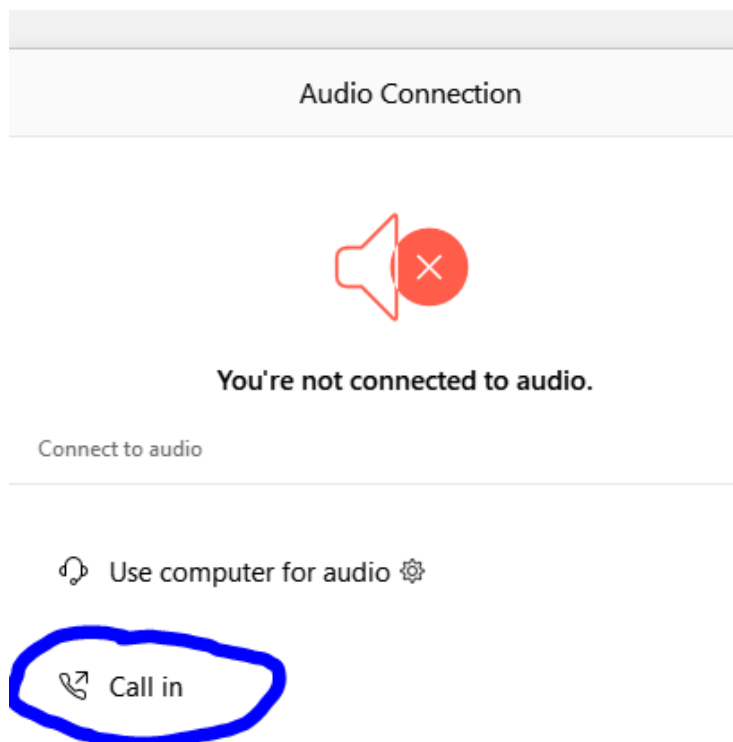 Audio Connection
You're not connected to audio.
Connect to audio
Use computer for audio
Call in